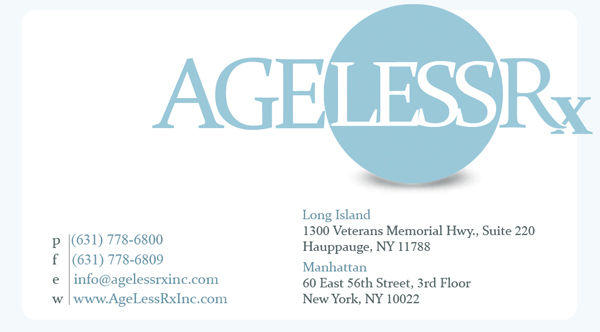 AGELESSRx
p (631) 778-6800
f (631) 778-6809
e info@agelessrxinc.com
w www.AgeLessRxInc.com
Long Island
1300 Veterans Memorial Hwy., Suite 220
Hauppauge, NY 11788
Manhattan
60 East 56th Street, 3rd Floor
New York, NY 10022